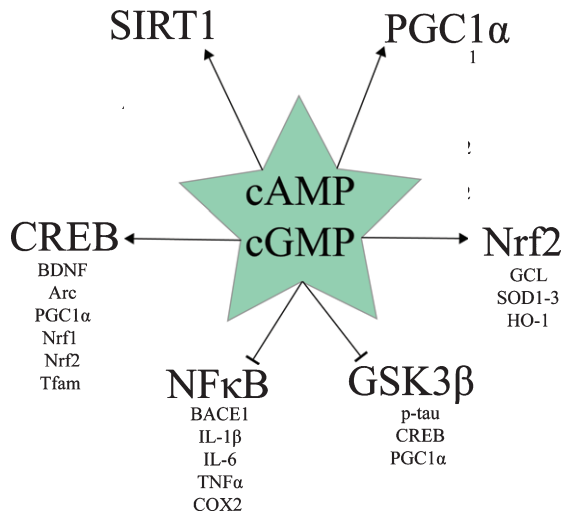 SIRT1
PGC1α
1
cAMP
cGMP
CREB
BDNF
Arc
PGC1α
Nrf1
Nrf2
Tfam
Nrf2
GCL
SOD1-3
HO-1
NFκB
BACE1
IL-1β
IL-6
TNFα
COX2
GSK3β
p-tau
CREB
PGC1α